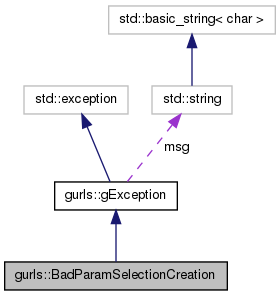 std::basic_string< char >
std::exception
std::string
msg
gurls::gException
gurls::BadParamSelectionCreation